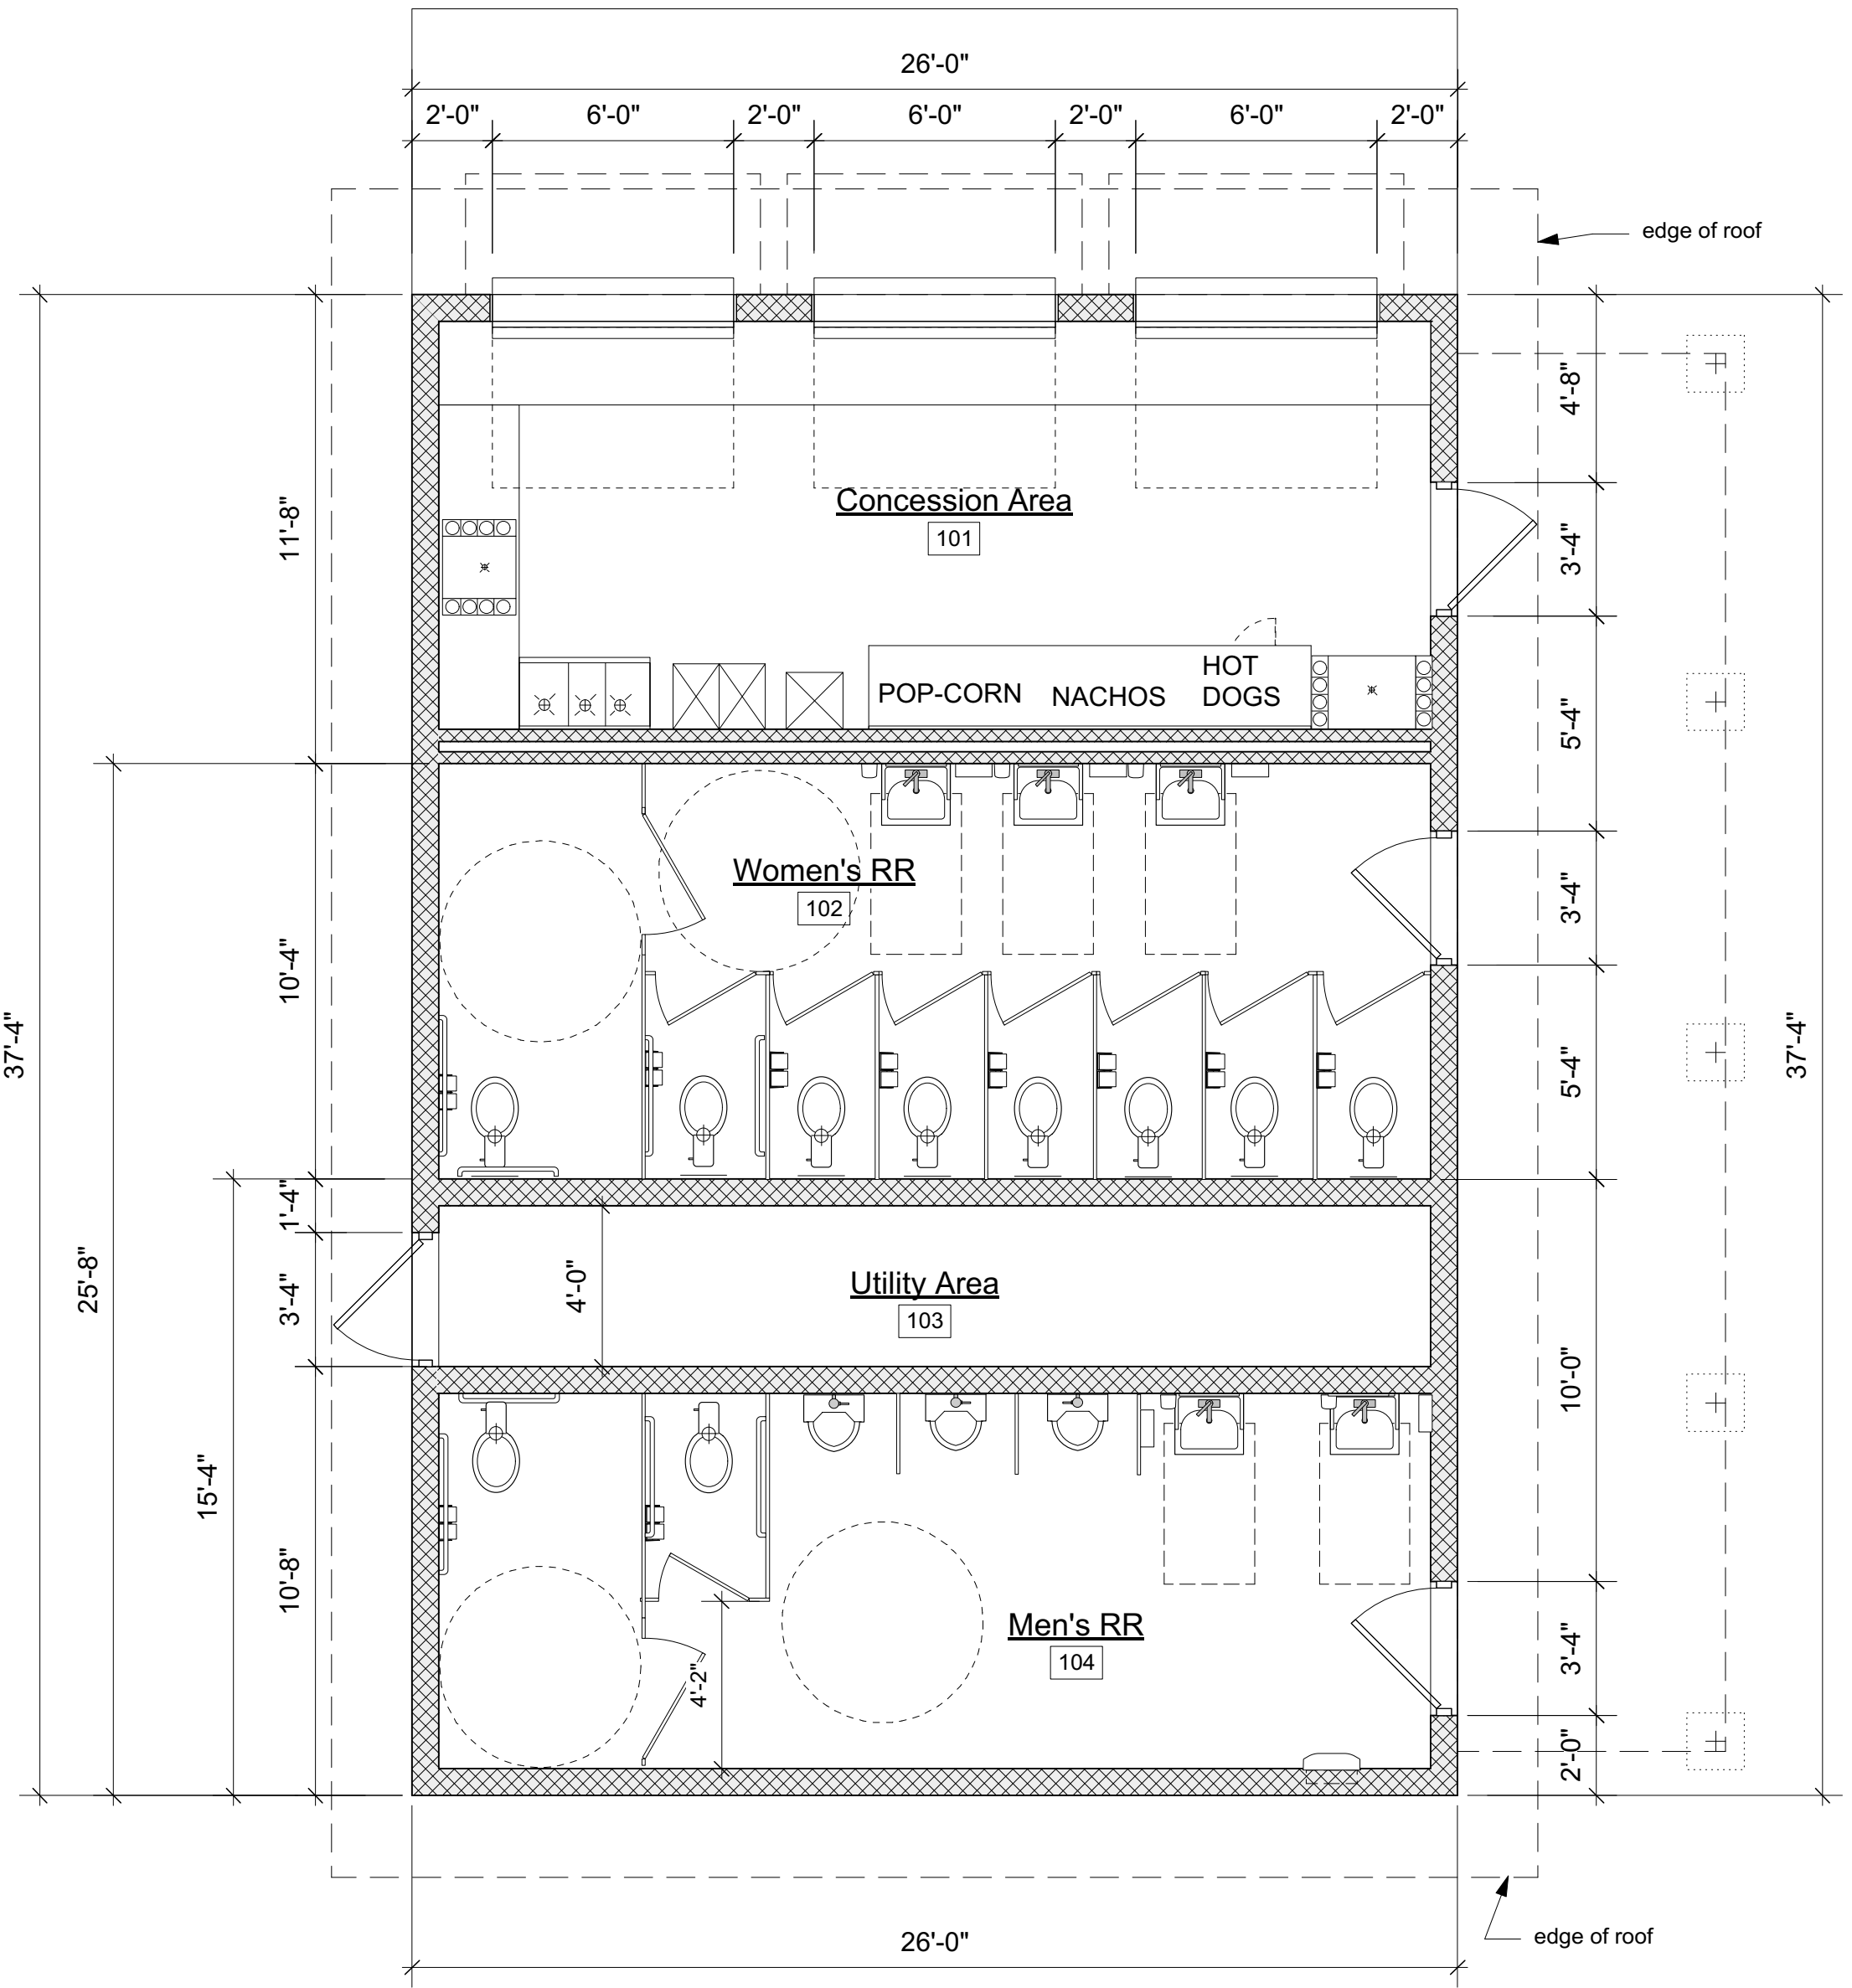 26'-0"
2'-0" 6'-0" 2'-0" 6'-0" 2'-0" 6'-0" 2'-0"
edge of roof
4'-8"
11'-8"
Concession Area
101
3'-4"
HOT
POP-CORN NACHOS DOGS
5'-4"
Women's RR
102
3'-4"
10'-4"
37'-4"
5'-4"
37'-4"
1'-4"
25'-8"
3'-4"
4'-0"
Utility Area
103
10'-0"
15'-4"
10'-8"
Men's RR
104
4'-2"
3'-4"
2'-0"
26'-0"
edge of roof